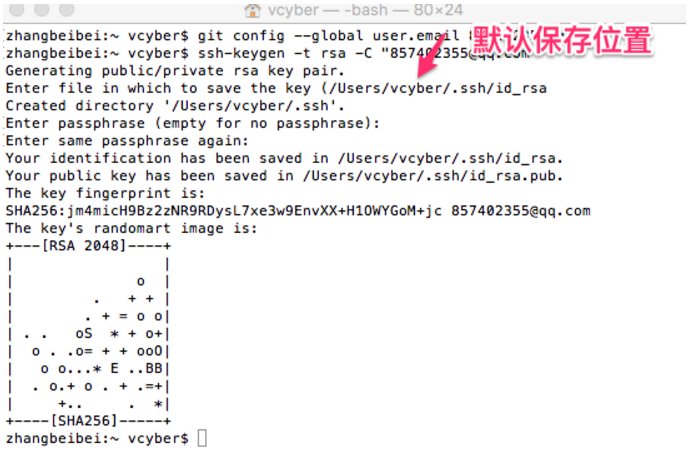 vcyber — -bash — 80×24
zhangbeibei:~ vcyber$ git config --global user.email
默认保存位置
zhangbeibei:~ vcyber$ ssh-keygen -t rsa -C "857402355@qq.com
Generating public/private rsa key pair.
Enter file in which to save the key (/Users/vcyber/.ssh/id_rsa
Created directory '/Users/vcyber/.ssh'.
Enter passphrase (empty for no passphrase):
Enter same passphrase again:
Your identification has been saved in /Users/vcyber/.ssh/id_rsa.
Your public key has been saved in /Users/vcyber/.ssh/id_rsa.pub.
The key fingerprint is:
SHA256:jm4micH9Bz2zNR9RDysL7xe3w9EnvXX+H1OWYGoM+jc 857402355@qq.com
The key's randomart image is:
+---[RSA 2048]----+
|                 |
|              o  |
|         .   + + |
|        . + = o o|
| . .   oS  * + o+|
|  o . .o= + + ooO|
|   o o...* E ..BB|
|  . o.+ o . + .=+|
|     +..     .  *|
+----[SHA256]-----+
zhangbeibei:~ vcyber$